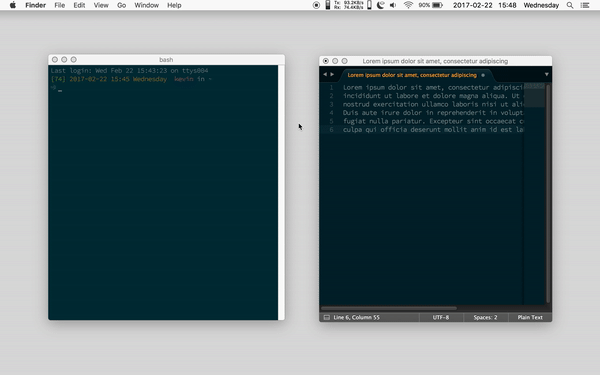 Finder File Edit View Go Window Help
Tx: 93.2KB/s
Rx: 74.4KB/s
90% 2017-02-22 15:48 Wednesday
bash
Last login: Wed Feb 22 15:43:23 on ttys004
[74] 2017-02-22 15:45 Wednesday kevin in ~
Lorem ipsum dolor sit amet, consectetur adipiscing
Lorem ipsum dolor sit amet, consectetur adipiscing
1 Lorem ipsum dolor sit amet, consectetur adipisci
2 incididunt ut labore et dolore magna aliqua. Ut
3 nostrud exercitation ullamco laboris nisi ut ali
4 Duis aute irure dolor in reprehenderit in volupt
5 fugiat nulla pariatur. Excepteur sint occaecat c
6 culpa qui officia deserunt mollit anim id est la
Line 6, Column 55 UTF-8 Spaces: 2 Plain Text